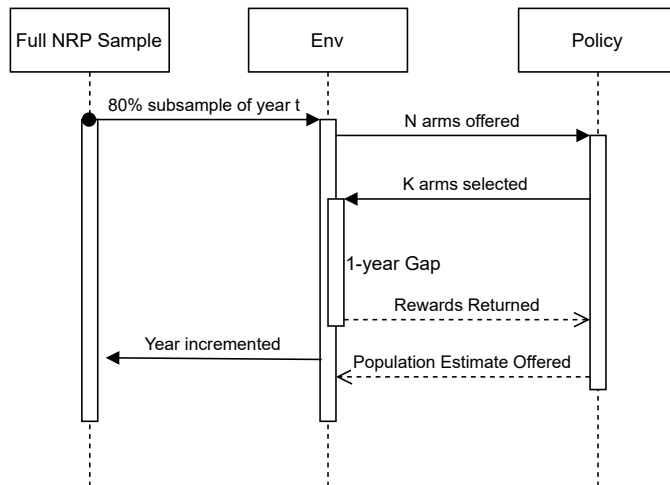 Full NRP Sample
Env
Policy
80% subsample of year t
N arms offered
K arms selected
1-year Gap
Rewards Returned
Year incremented
Population Estimate Offered